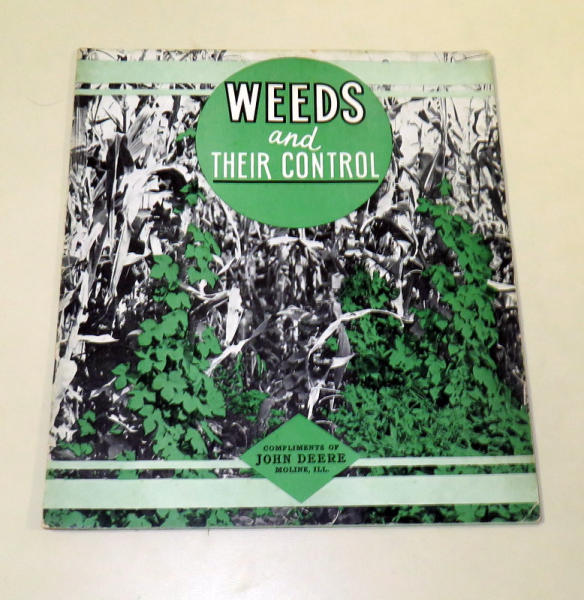 WEEDS
and
THEIR CONTROL
COMPLIMENTS OF
JOHN DEERE
MOLINE, ILL.